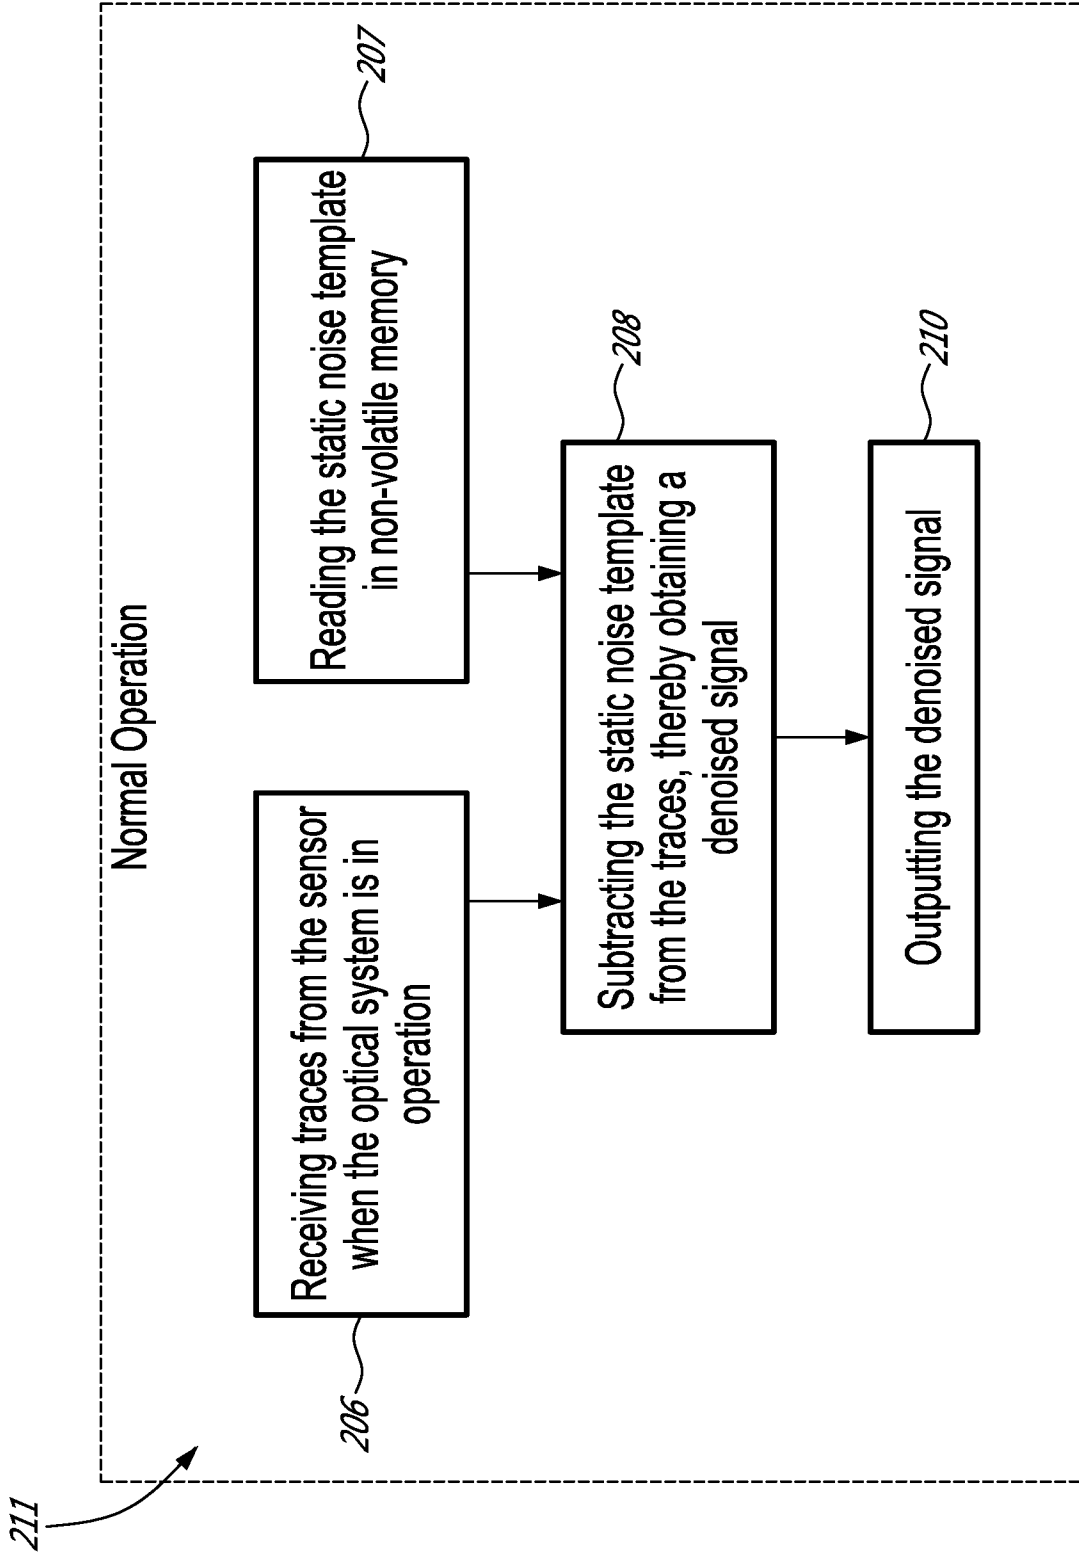 211
Normal Operation
206
Receiving traces from the sensor
when the optical system is in
operation
207
Reading the static noise template
in non-volatile memory
208
Subtracting the static noise template
from the traces, thereby obtaining a
denoised signal
210
Outputting the denoised signal